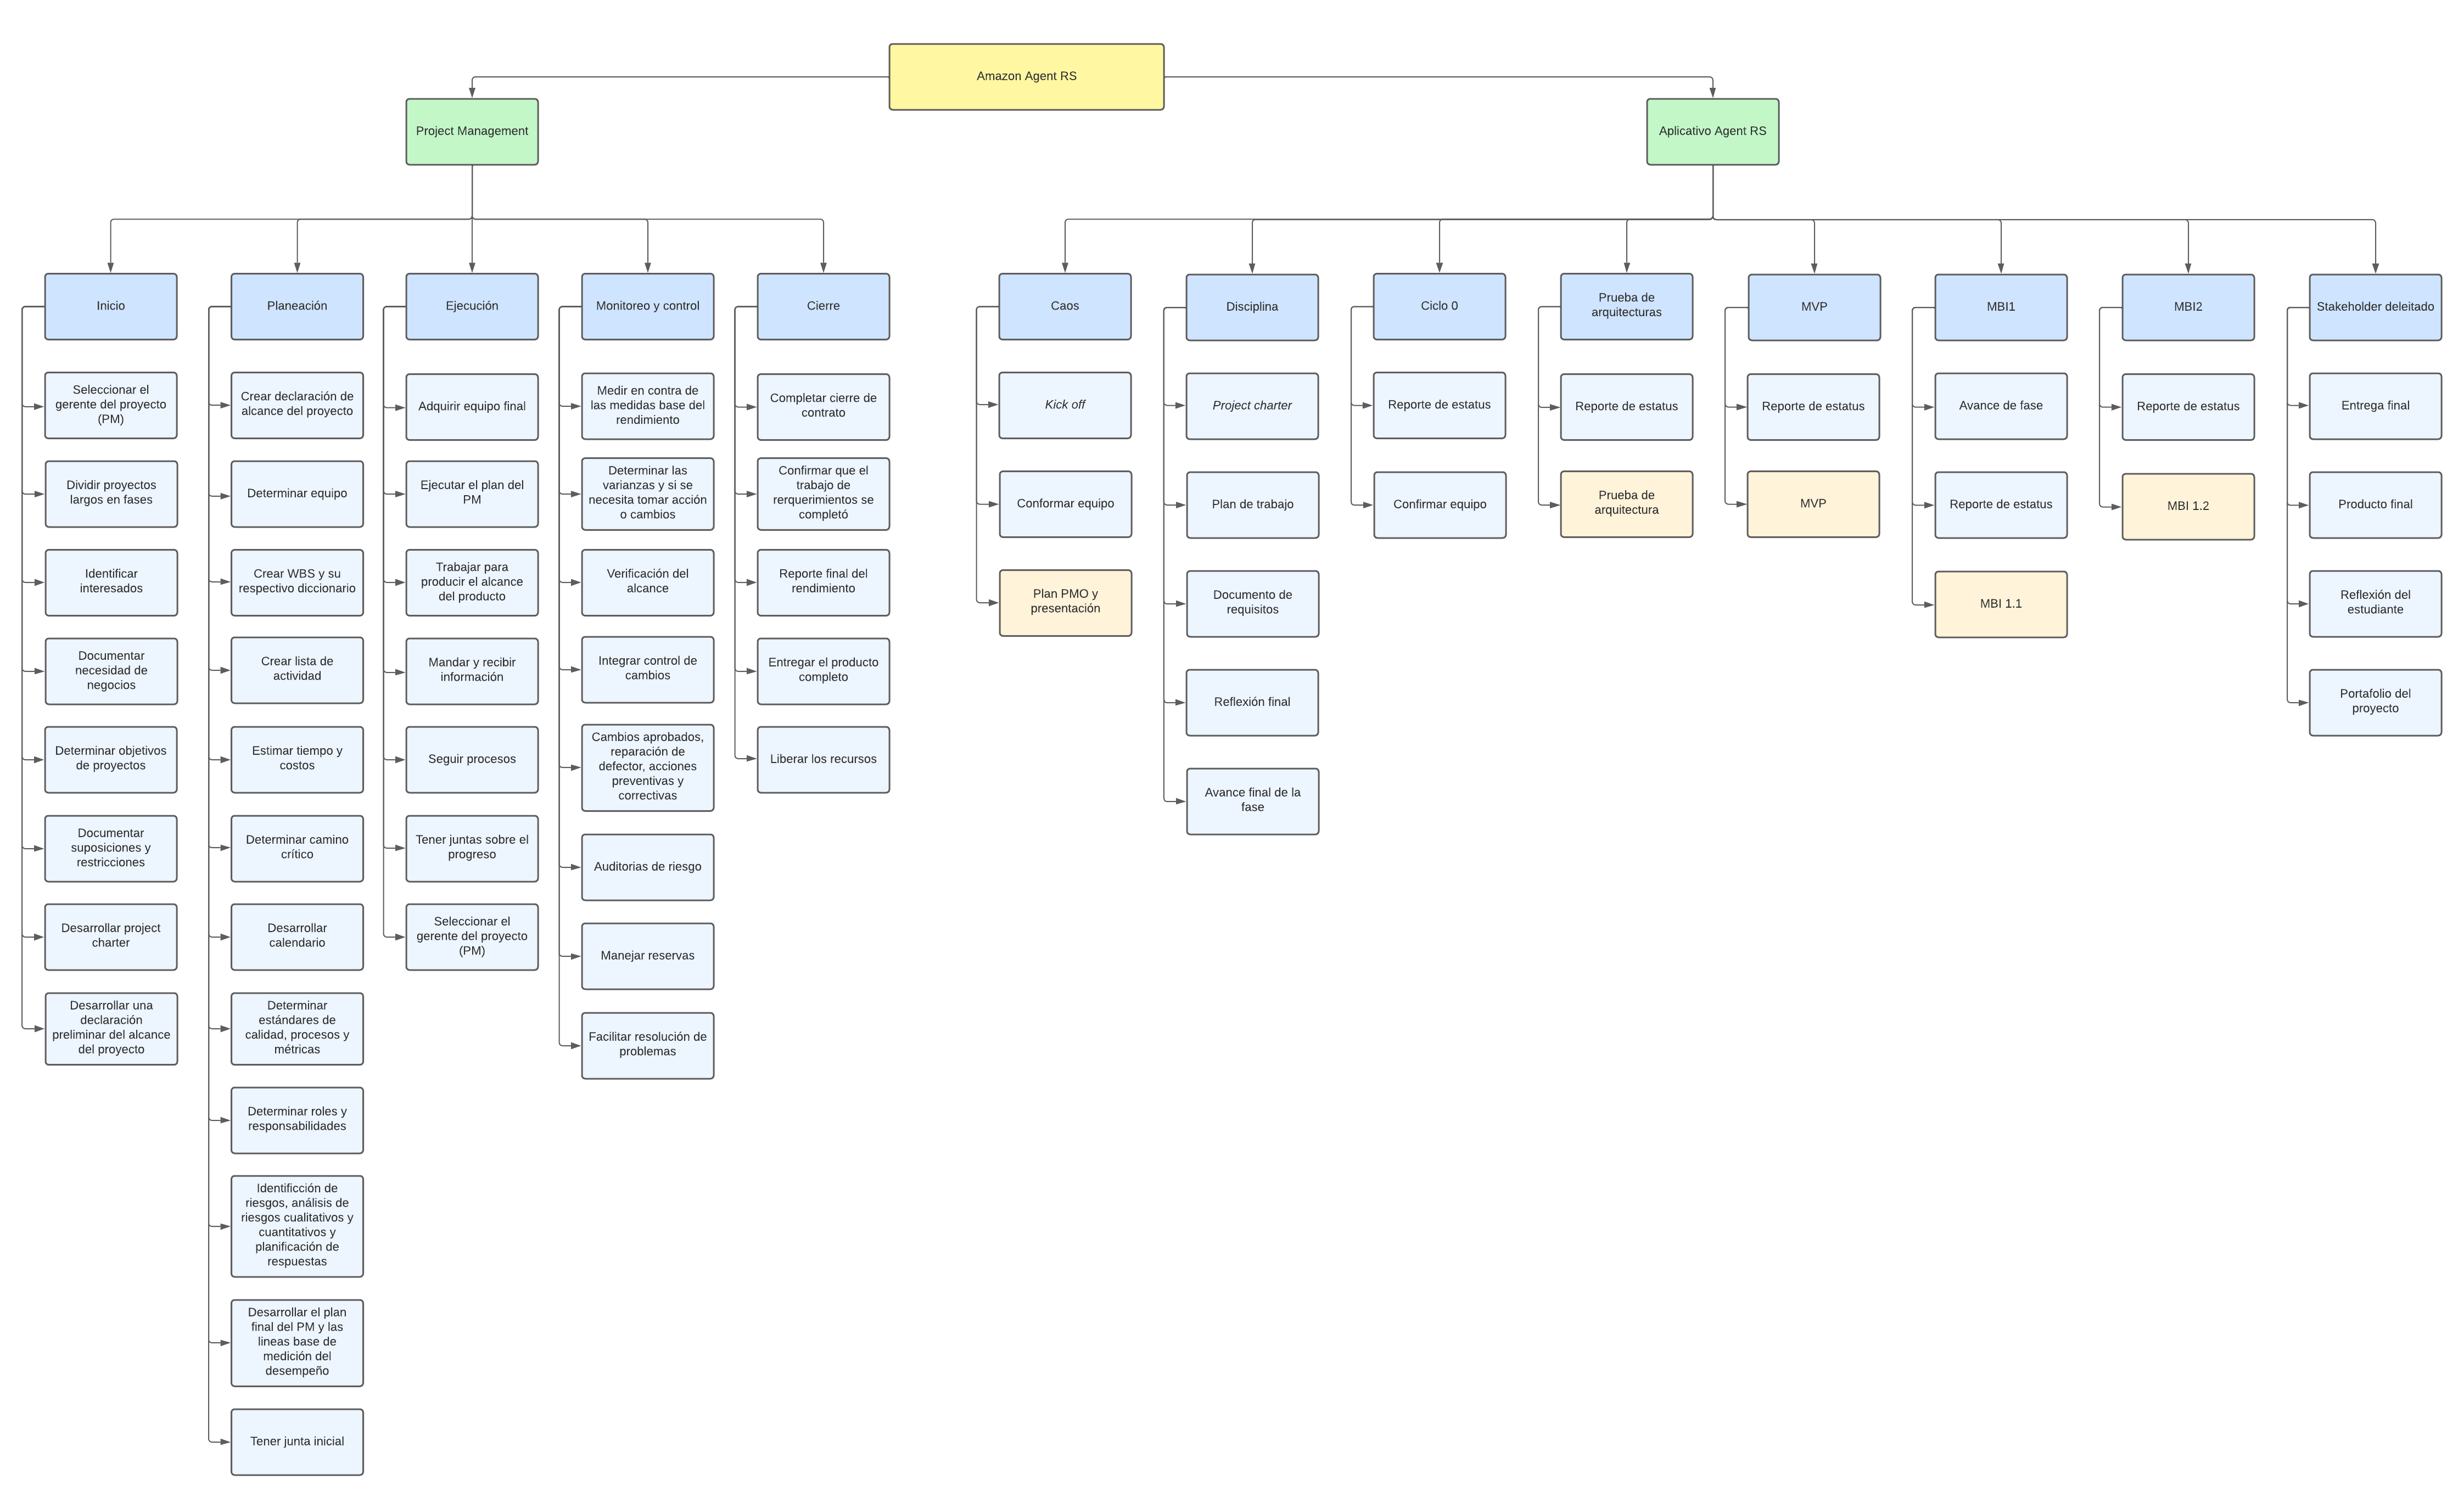 Amazon Agent RS
Project Management
Aplicativo Agent RS
Inicio
Seleccionar el
gerente del proyecto
(PM)
Dividir proyectos
largos en fases
Identificar
interesados
Documentar
necesidad de
negocios
Determinar objetivos
de proyectos
Documentar
suposiciones y
restricciones
Desarrollar project
charter
Desarrollar una
declaración
preliminar del alcance
del proyecto
Planeación
Crear declaración de
alcance del proyecto
Determinar equipo
Crear WBS y su
respectivo diccionario
Crear lista de
actividad
Estimar tiempo y
costos
Determinar camino
crítico
Desarrollar
calendario
Determinar
estándares de
calidad, procesos y
métricas
Determinar roles y
responsabilidades
Identificción de
riesgos, análisis de
riesgos cualitativos y
cuantitativos y
planificación de
respuestas
Desarrollar el plan
final del PM y las
lineas base de
medición del
desempeño
Tener junta inicial
Ejecución
Adquirir equipo final
Ejecutar el plan del
PM
Trabajar para
producir el alcance
del producto
Mandar y recibir
información
Seguir procesos
Tener juntas sobre el
progreso
Seleccionar el
gerente del proyecto
(PM)
Monitoreo y control
Medir en contra de
las medidas base del
rendimiento
Determinar las
varianzas y si se
necesita tomar acción
o cambios
Verificación del
alcance
Integrar control de
cambios
Cambios aprobados,
reparación de
defector, acciones
preventivas y
correctivas
Auditorias de riesgo
Manejar reservas
Facilitar resolución de
problemas
Cierre
Completar cierre de
contrato
Confirmar que el
trabajo de
rerquerimientos se
completó
Reporte final del
rendimiento
Entregar el producto
completo
Liberar los recursos
Caos
Kick off
Conformar equipo
Plan PMO y
presentación
Disciplina
Project charter
Plan de trabajo
Documento de
requisitos
Reflexión final
Avance final de la
fase
Ciclo 0
Reporte de estatus
Confirmar equipo
Prueba de
arquitecturas
Reporte de estatus
Prueba de
arquitectura
MVP
Reporte de estatus
MVP
MBI1
Avance de fase
Reporte de estatus
MBI 1.1
MBI2
Reporte de estatus
MBI 1.2
Stakeholder deleitado
Entrega final
Producto final
Reflexión del
estudiante
Portafolio del
proyecto